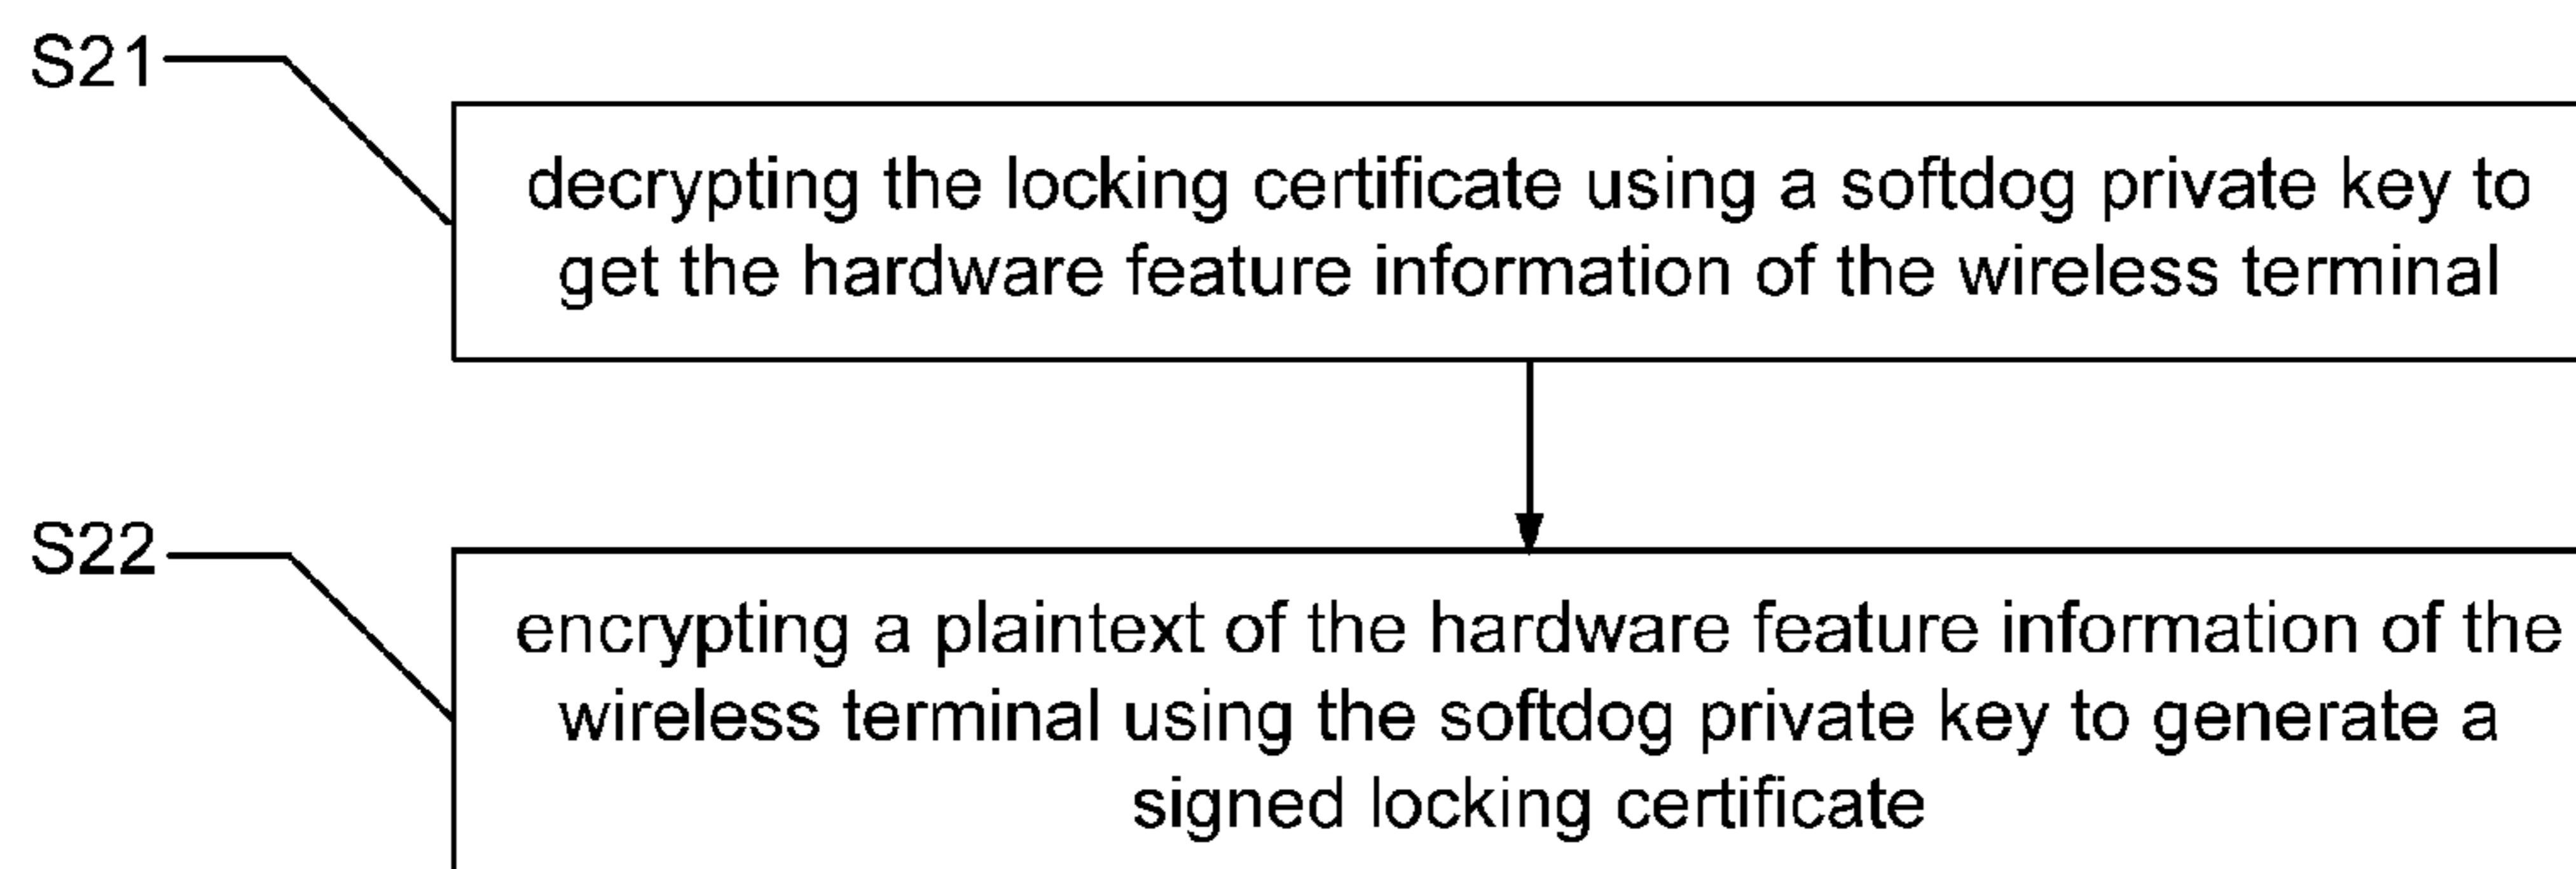 S21
decrypting the locking certificate using a softdog private key to
get the hardware feature information of the wireless terminal
S22
encrypting a plaintext of the hardware feature information of the
wireless terminal using the softdog private key to generate a
signed locking certificate